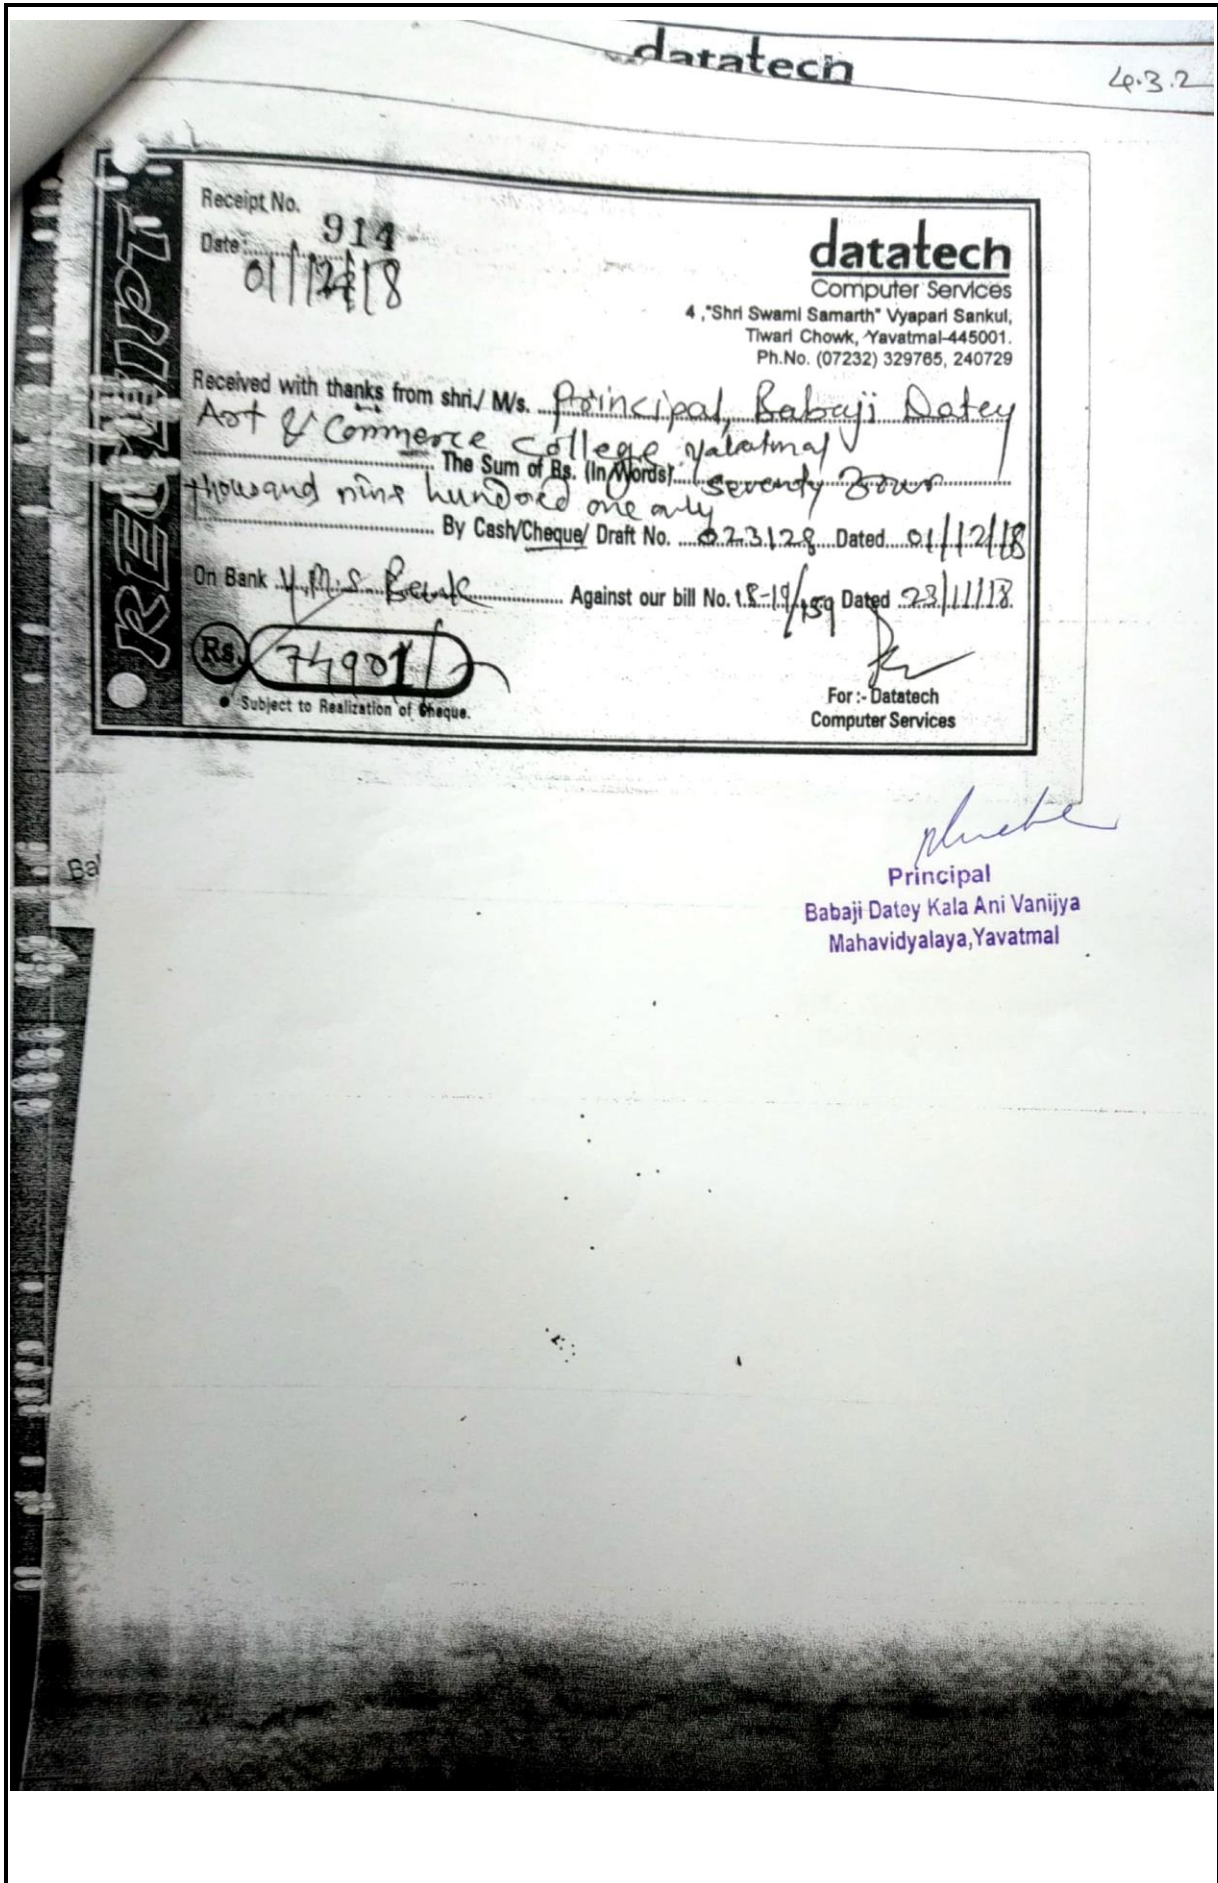 datatech
4.3.2
RECEIPT
Receipt No. 914
Date: 01/12/18
datatech
Computer Services
4 ,"Shri Swami Samarth" Vyapari Sankul,
Tiwari Chowk, Yavatmal-445001.
Ph.No. (07232) 329765, 240729
Received with thanks from shri./ M/s. Principal, Babaji Datey
Art & Commerce College Yavatmal
The Sum of Rs. (In Words) Seventy Four
thousand nine hundred one only
By Cash/Cheque/ Draft No. 023128 Dated 01/12/18
On Bank Y.M.S. Bank Against our bill No. 18-19/159 Dated 23/11/18
Rs. 74901/-
Subject to Realization of Cheque.
For :- Datatech
Computer Services
Ba
Principal
Babaji Datey Kala Ani Vanijya
Mahavidyalaya,Yavatmal